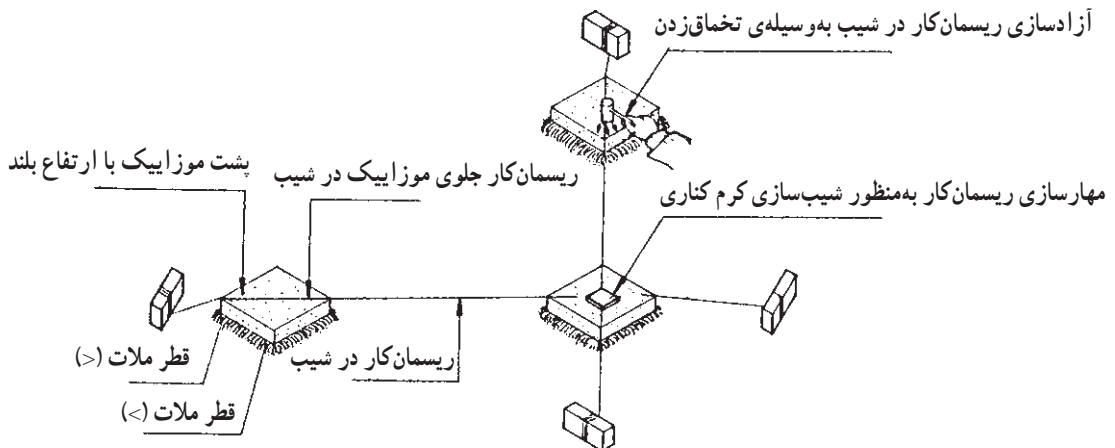 آزادسازی ریسمان‌کار در شیب به‌وسیله‌ی تخماق‌زدن
ریسمان‌کار جلوی موزاییک در شیب
پشت موزاییک با ارتفاع بلند
مهارسازی ریسمان‌کار به‌منظور شیب‌سازی کرم کناری
ریسمان‌کار در شیب
قطر ملات (<)
قطر ملات (>)